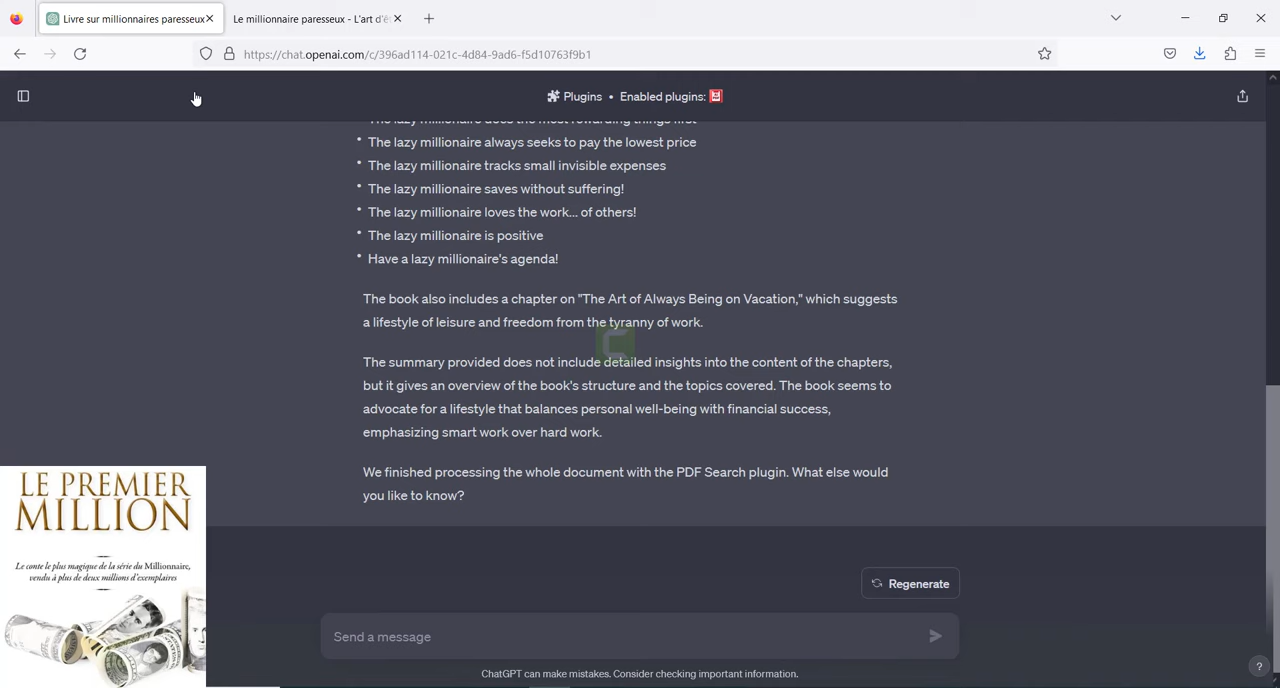 Livre sur millionnaires paresseux
Le millionnaire paresseux - L'art d'ê
https://chat.openai.com/c/396ad114-021c-4d84-9ad6-f5d10763f9b1
Plugins • Enabled plugins:
• The lazy millionaire does the most rewarding things first
• The lazy millionaire always seeks to pay the lowest price
• The lazy millionaire tracks small invisible expenses
• The lazy millionaire saves without suffering!
• The lazy millionaire loves the work... of others!
• The lazy millionaire is positive
• Have a lazy millionaire's agenda!
The book also includes a chapter on "The Art of Always Being on Vacation," which suggests
a lifestyle of leisure and freedom from the tyranny of work.
The summary provided does not include detailed insights into the content of the chapters,
but it gives an overview of the book's structure and the topics covered. The book seems to
advocate for a lifestyle that balances personal well-being with financial success,
emphasizing smart work over hard work.
We finished processing the whole document with the PDF Search plugin. What else would
you like to know?
LE PREMIER
MILLION
Le conte le plus magique de la série du Millionnaire,
vendu à plus de deux millions d'exemplaires
Regenerate
Send a message
ChatGPT can make mistakes. Consider checking important information.
?